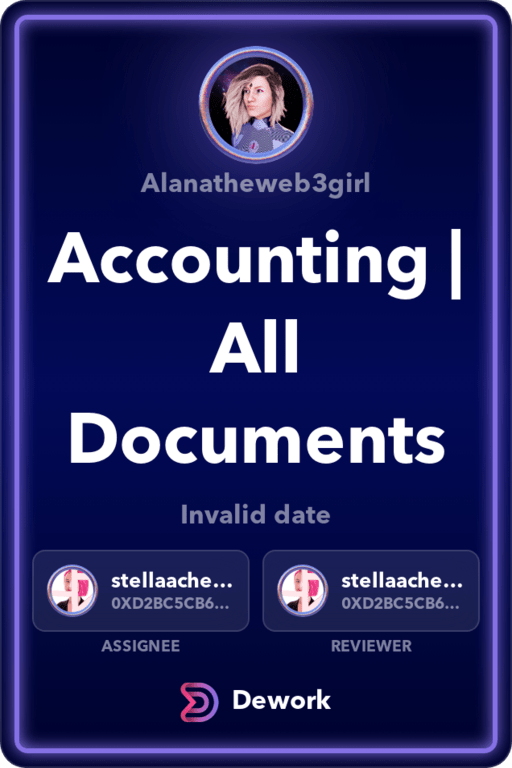 Alanatheweb3girl
Accounting |
All
Documents
Invalid date
stellaache...
0XD2BC5CB6...
stellaache...
0XD2BC5CB6...
ASSIGNEE
REVIEWER
Dework